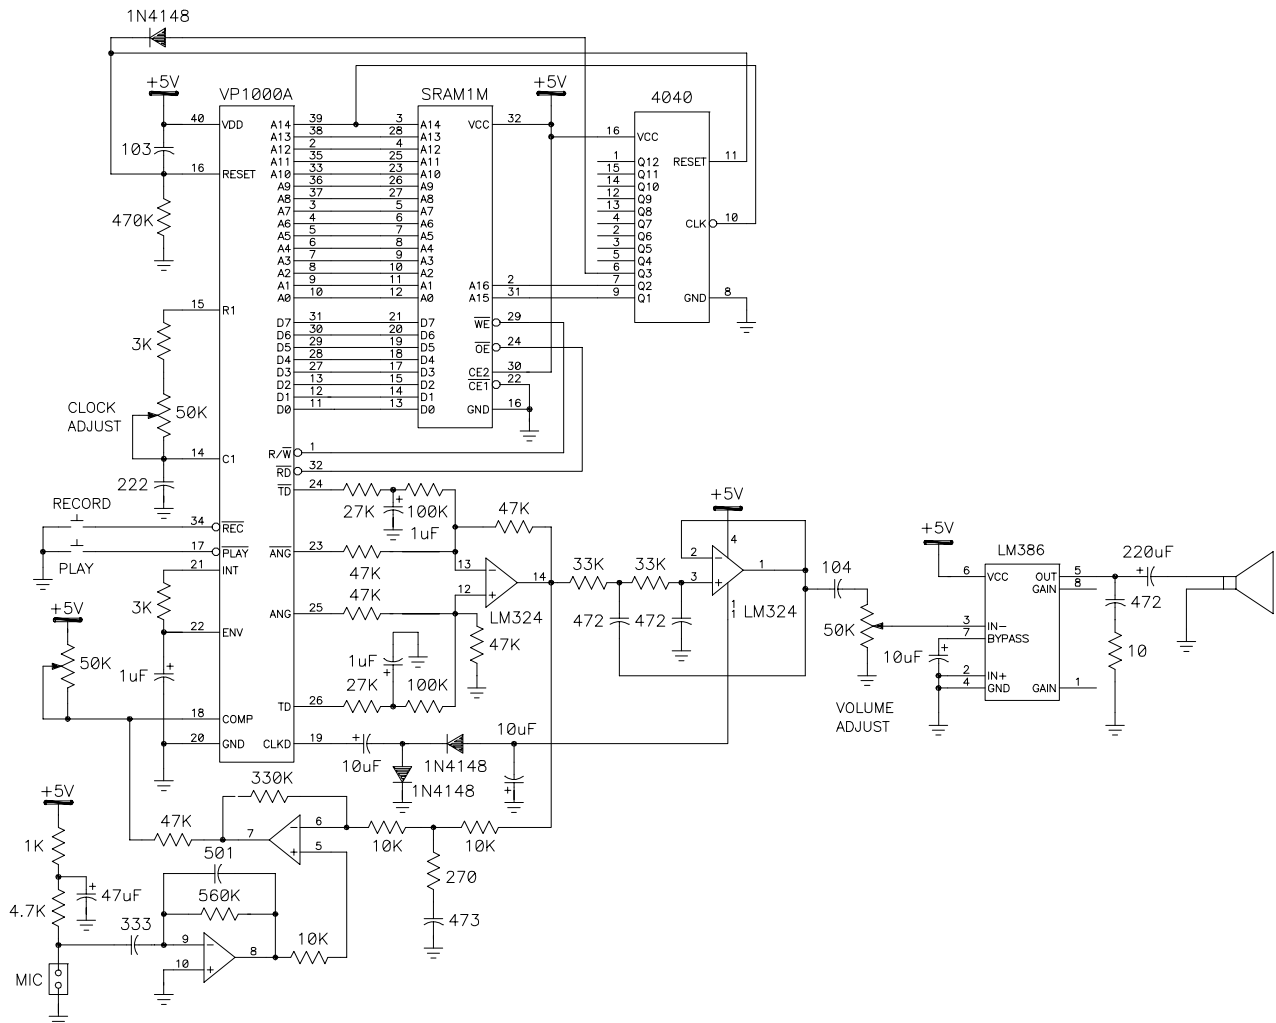 1N4148
+5V
VP1000A
SRAM1M
+5V
4040
40 VDD
103
16 RESET
470K
A14 39
A13 38
A12 2
A11 35
A10 33
A9 36
A8 37
A7 3
A6 4
A5 5
A4 6
A3 7
A2 8
A1 9
A0 10
D7 31
D6 30
D5 29
D4 28
D3 27
D2 13
D1 12
D0 11
3 A14
28 A13
4 A12
25 A11
23 A10
26 A9
27 A8
5 A7
6 A6
7 A5
8 A4
9 A3
10 A2
11 A1
12 A0
21 D7
20 D6
19 D5
18 D4
17 D3
15 D2
14 D1
13 D0
VCC 32
A16 2
A15 31
WE 29
OE 24
CE2 30
CE1 22
GND 16
16 VCC
1 Q12
15 Q11
14 Q10
12 Q9
13 Q8
4 Q7
2 Q6
3 Q5
5 Q4
6 Q3
7 Q2
9 Q1
RESET 11
CLK 10
GND 8
15 R1
3K
CLOCK
ADJUST
50K
14 C1
222
R/W 1
RD 32
TD 24
27K
100K
1uF
47K
RECORD
34 REC
17 PLAY
PLAY
21 INT
ANG 23
47K
47K
ANG 25
13
12
14
LM324
47K
3K
22 ENV
1uF
+5V
50K
1uF
27K
100K
TD 26
18 COMP
20 GND
CLKD 19
10uF
1N4148
1N4148
10uF
33K
33K
472
472
+5V
4
2
3
1
11
LM324
104
50K
VOLUME
ADJUST
+5V
LM386
6 VCC
OUT 5
GAIN 8
3 IN-
7 BYPASS
10uF
2 IN+
4 GND
GAIN 1
220uF
472
10
+5V
1K
47uF
4.7K
MIC
333
47K
330K
7
6
5
10K
10K
270
473
501
560K
9
10
8
10K